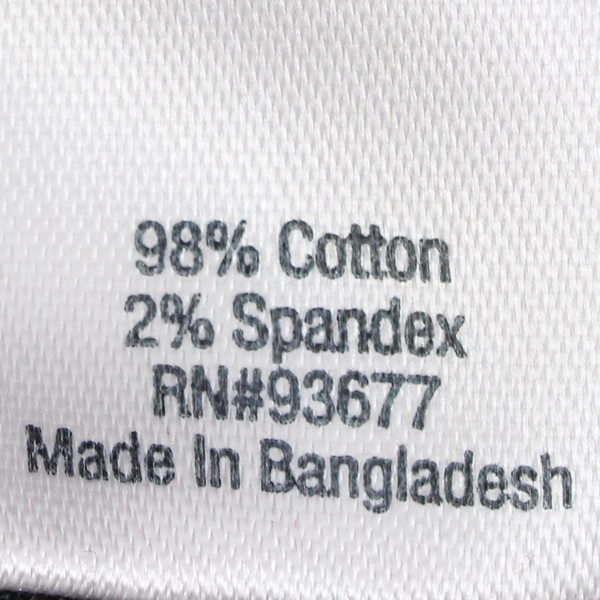 98% Cotton
2% Spandex
RN#93677
Made In Bangladesh